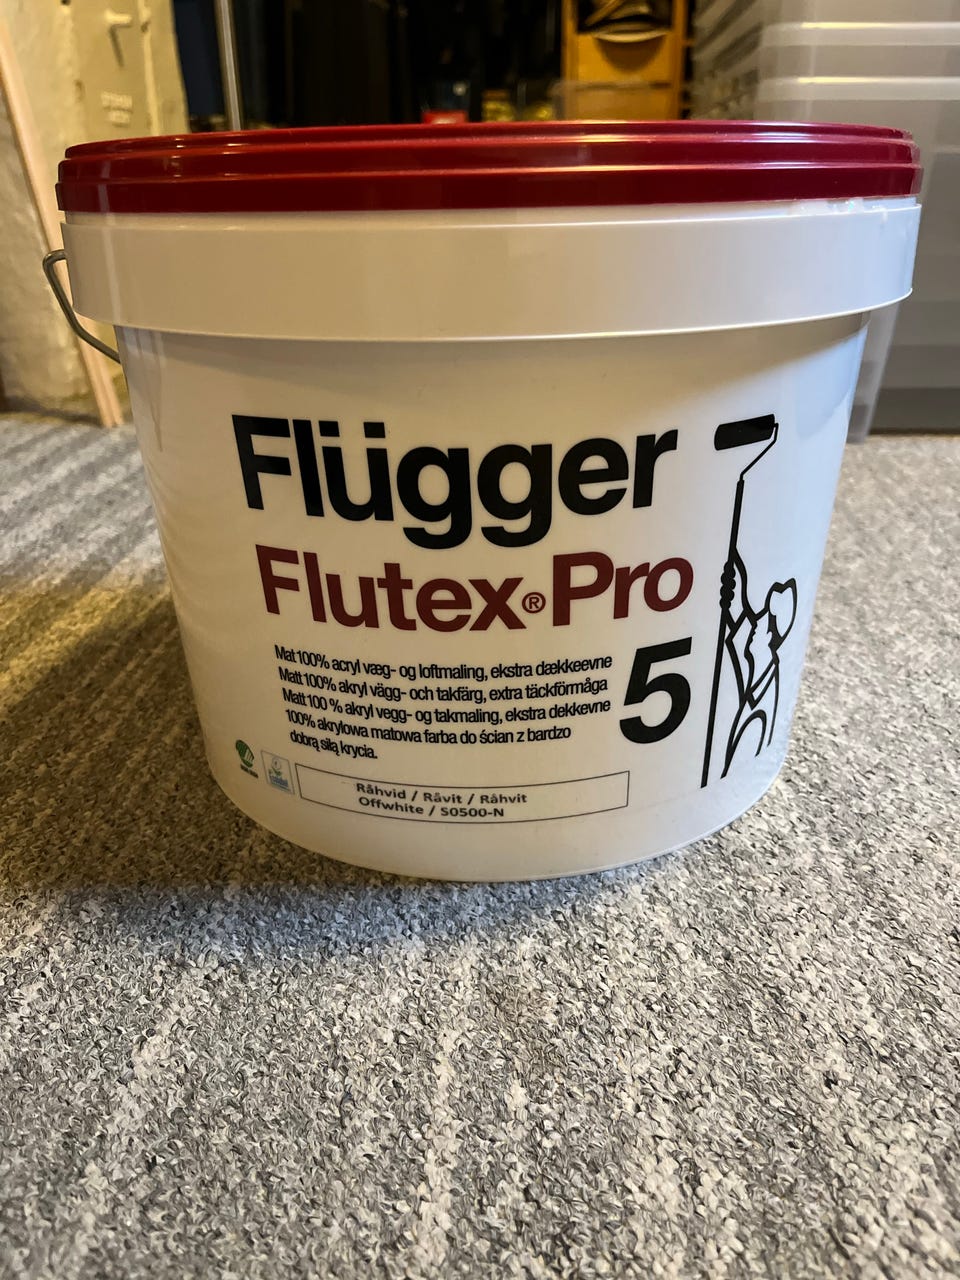 Flügger
Flutex®Pro
5
Mat 100% acryl væg- og loftmaling, ekstra dækkeevne
Matt 100% akryl vägg- och takfärg, extra täckförmåga
Matt 100 % akryl vegg- og takmaling, ekstra dekkevne
100% akrylowa matowa farba do ścian z bardzo
dobrą siłą krycia.
Råhvid / Råvit / Råhvit
Offwhite / S0500-N